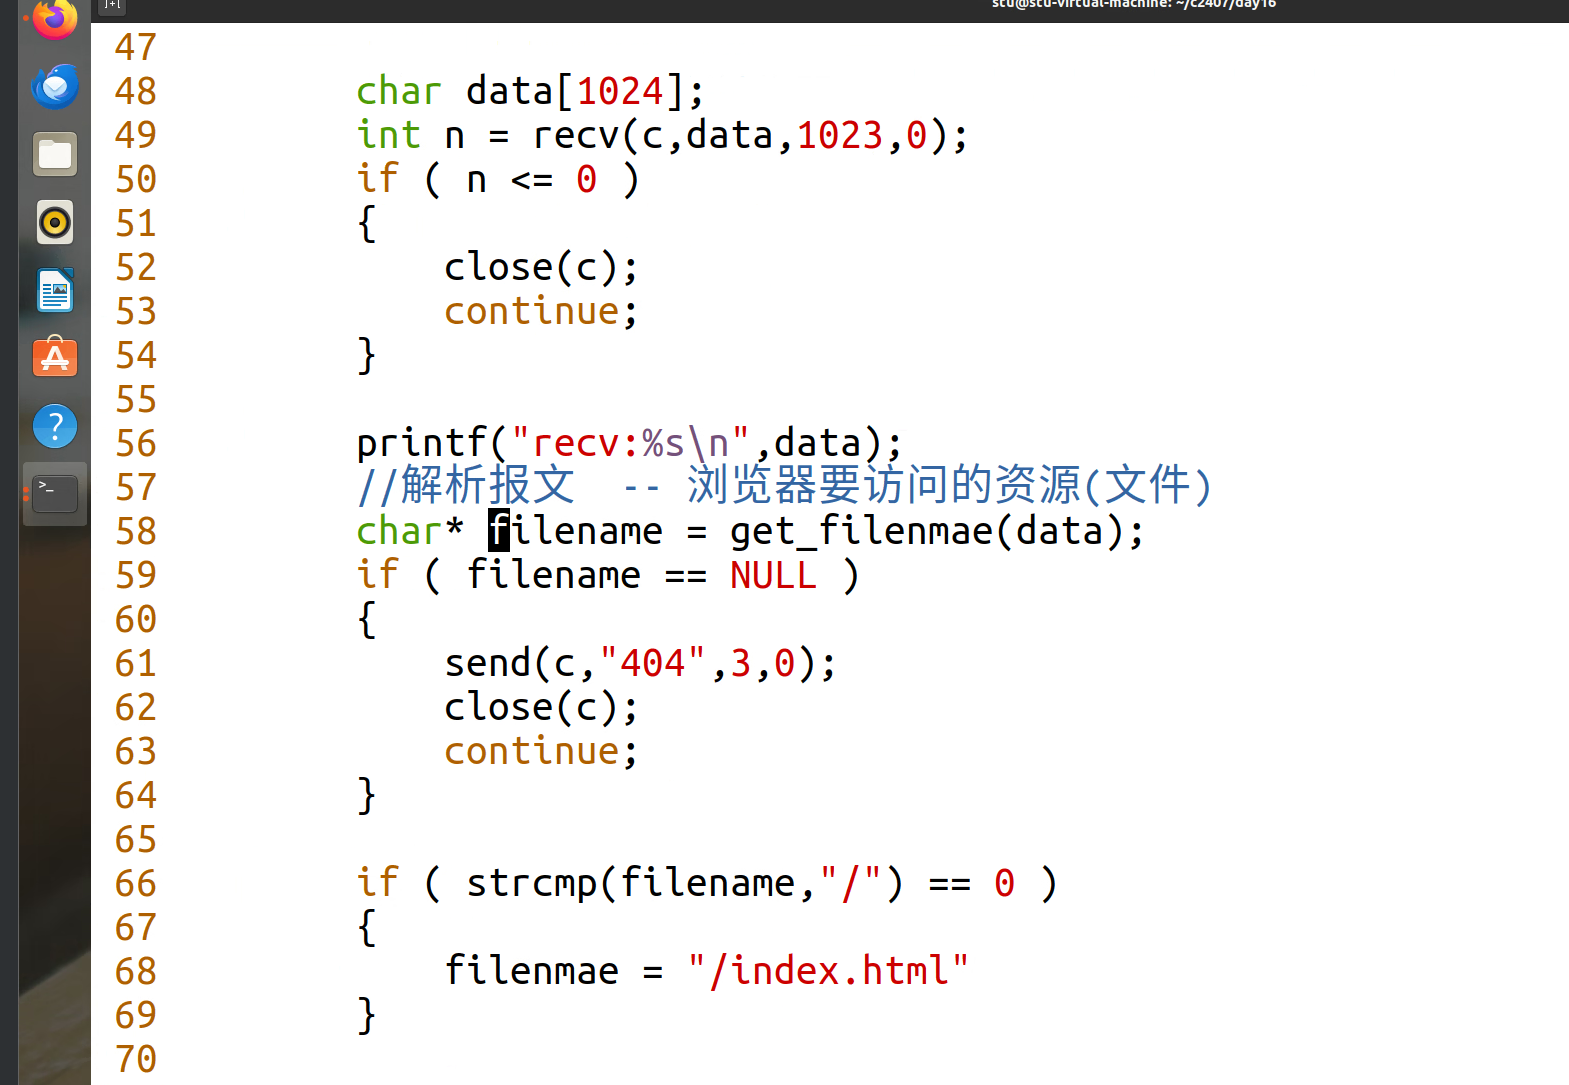 stu@stu-virtual-machine: ~/c2407/day16
47
48 char data[1024];
49 int n = recv(c,data,1023,0);
50 if ( n <= 0 )
51 {
52 close(c);
53 continue;
54 }
55
56 printf("recv:%s\n",data);
57 //解析报文  -- 浏览器要访问的资源(文件)
58 char* filename = get_filenmae(data);
59 if ( filename == NULL )
60 {
61 send(c,"404",3,0);
62 close(c);
63 continue;
64 }
65
66 if ( strcmp(filename,"/") == 0 )
67 {
68 filenmae = "/index.html"
69 }
70